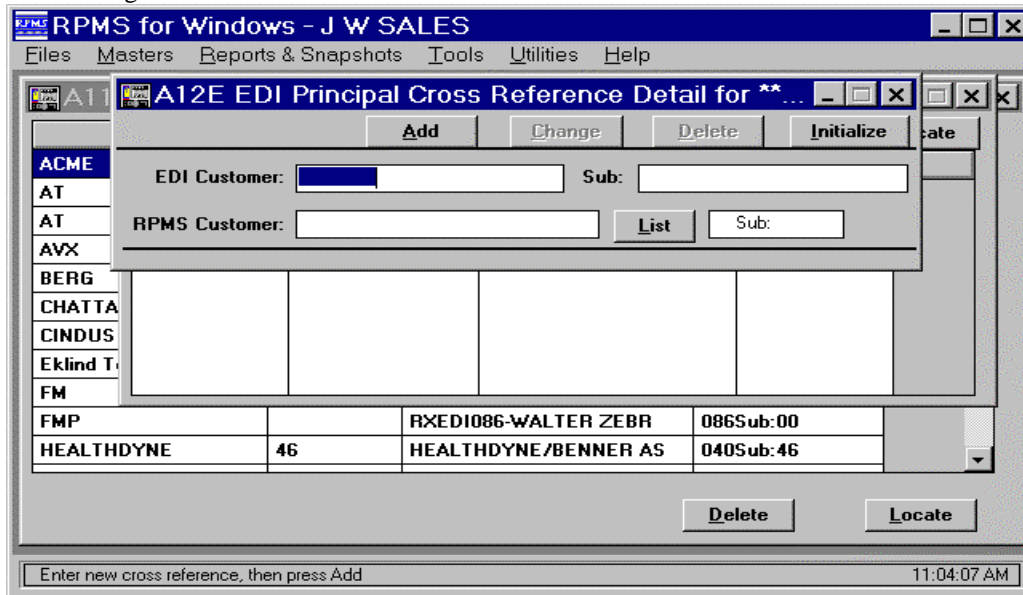 RPMS RPMS for Windows - J W SALES
Files Masters Reports & Snapshots Tools Utilities Help
A11
A12E EDI Principal Cross Reference Detail for **...
Add Change Delete Initialize
EDI Customer: Sub:
RPMS Customer: List Sub:
ACME
AT
AT
AVX
BERG
CHATTA
CINDUS
Eklind T
FM
FMP RXEDI086-WALTER ZEBR 086Sub:00
HEALTHDYNE 46 HEALTHDYNE/BENNER AS 040Sub:46
Delete Locate
Enter new cross reference, then press Add 11:04:07 AM